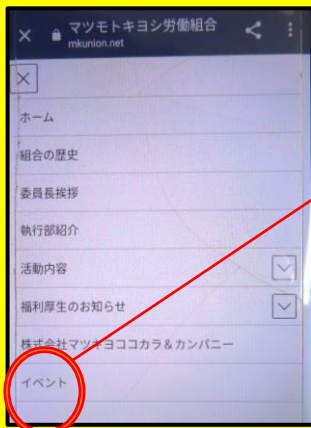 マツモトキヨシ労働組合
mkunion.net
ホーム
組合の歴史
委員長挨拶
執行部紹介
活動内容
福利厚生のお知らせ
株式会社マツキヨココカラ＆カンパニー
イベント